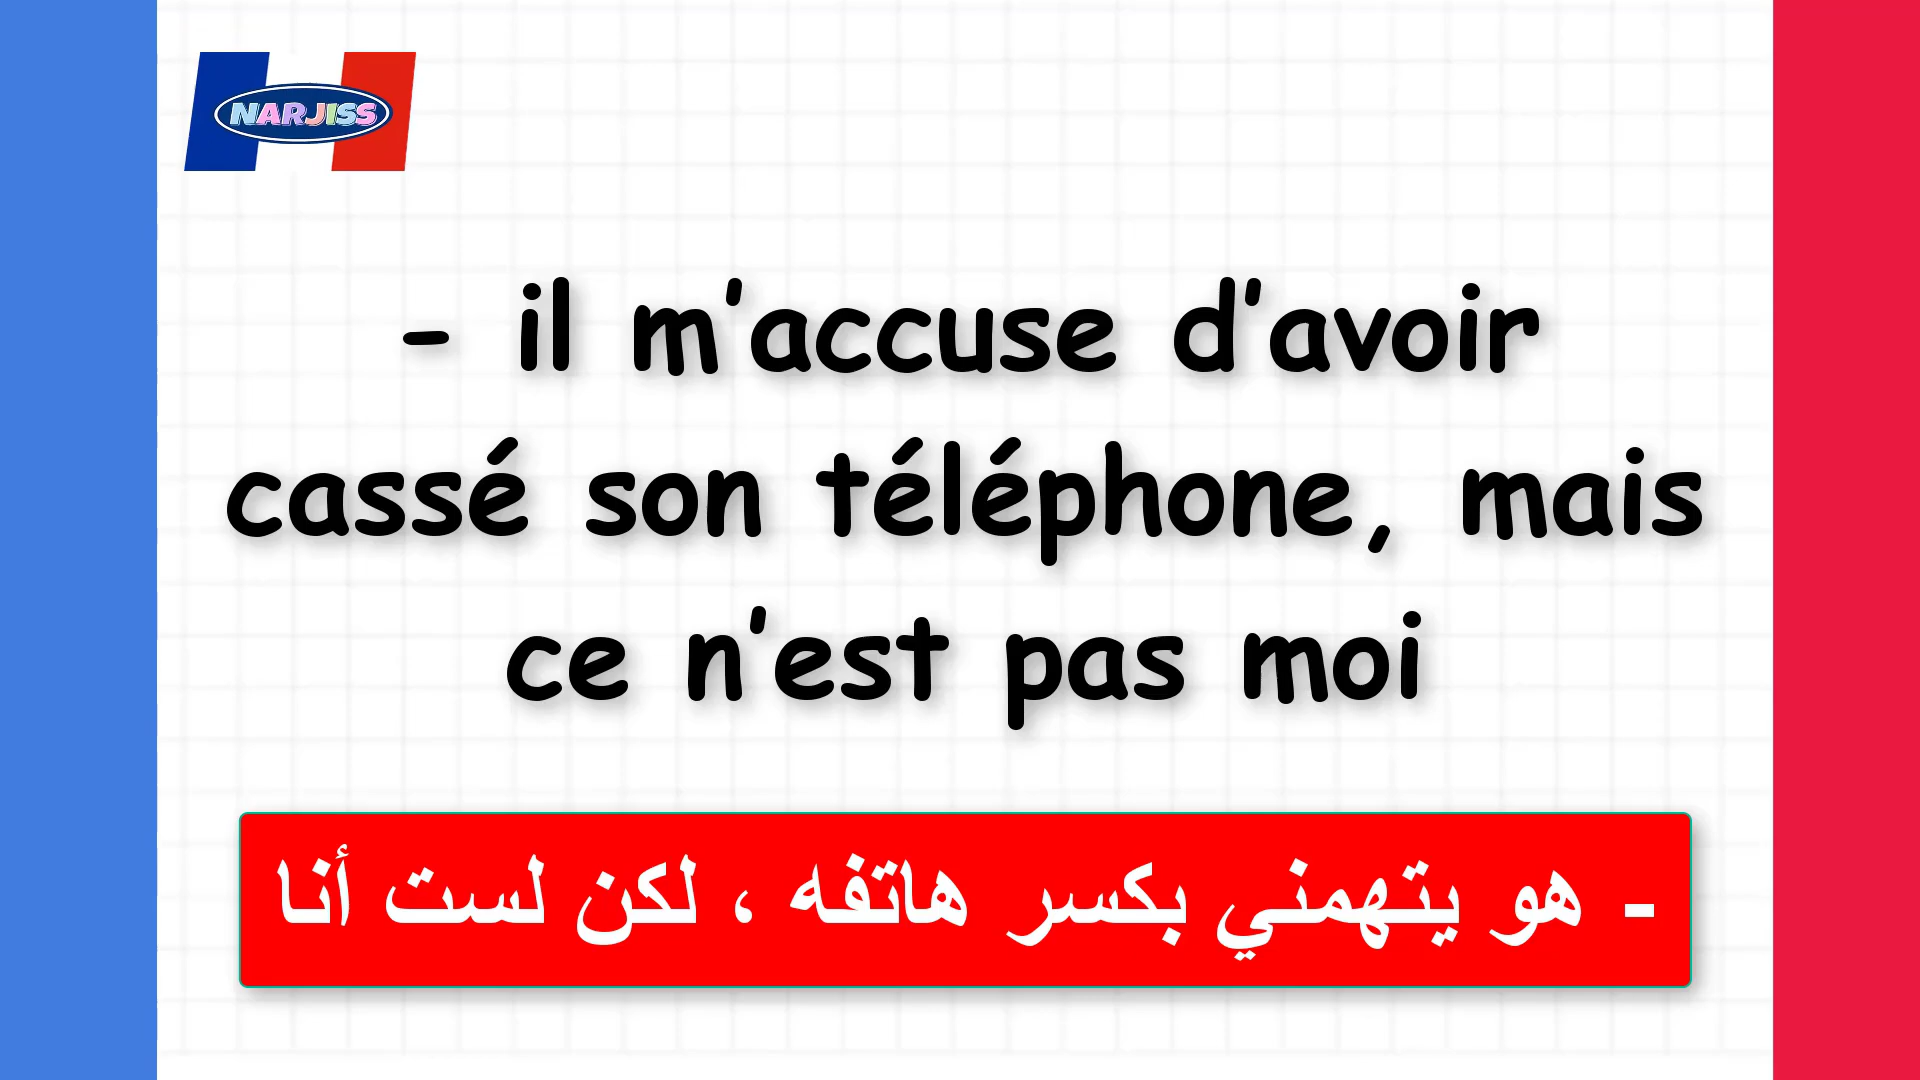 NARJISS
- il m’accuse d’avoir
cassé son téléphone, mais
ce n’est pas moi
- هو يتهمني بكسر هاتفه ، لكن لست أنا